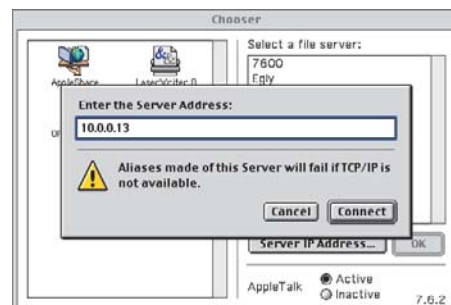 Chooser
Select a file server:
7600
Egly
AppleShare
LaserWriter 8
Enter the Server Address:
10.0.0.13
Aliases made of this Server will fail if TCP/IP is
not available.
Cancel
Connect
Server IP Address...
OK
AppleTalk
Active
Inactive
7.6.2